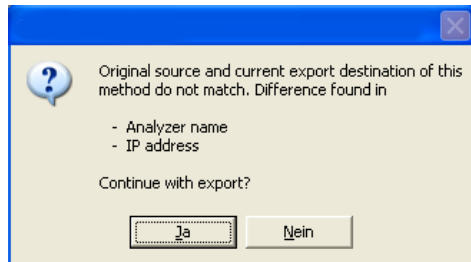 Original source and current export destination of this
method do not match. Difference found in
- Analyzer name
- IP address
Continue with export?
Ja
Nein